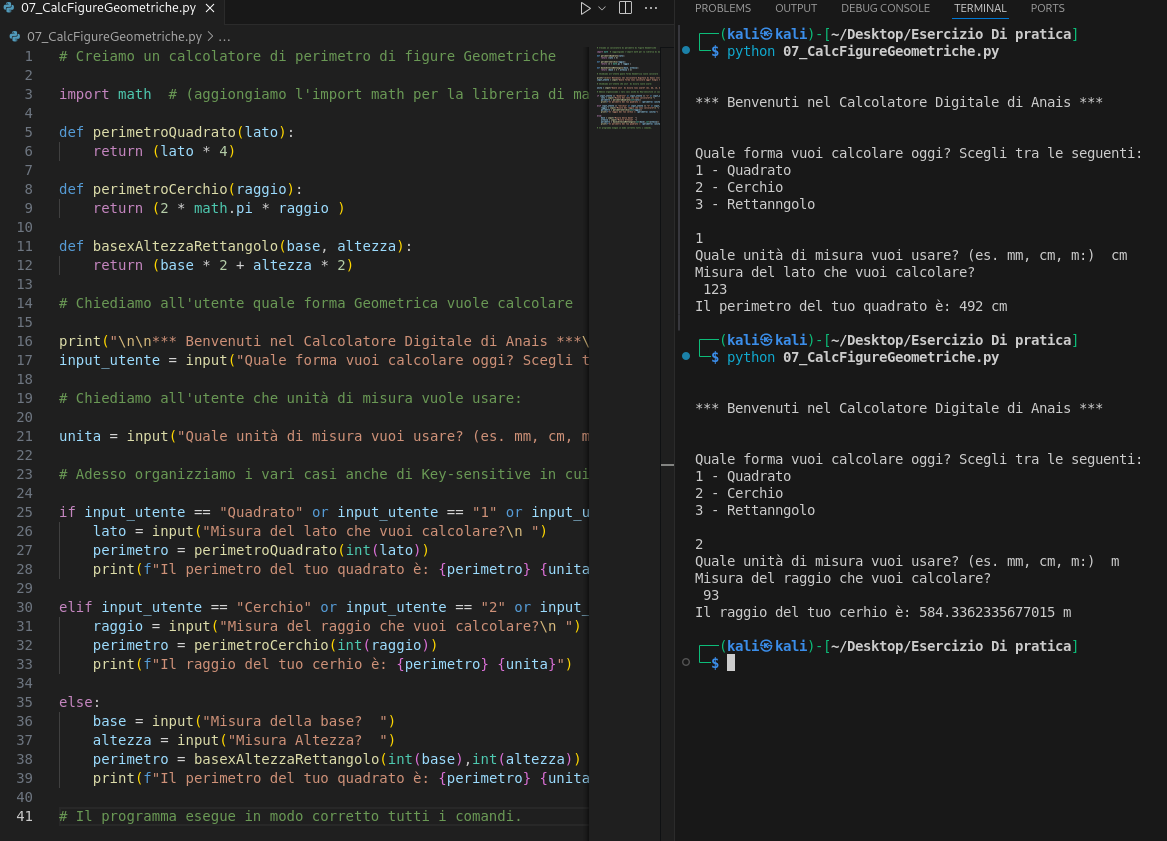 07_CalcFigureGeometriche.py
07_CalcFigureGeometriche.py > ...
1 # Creiamo un calcolatore di perimetro di figure Geometriche
2
3 import math  # (aggiongiamo l'import math per la libreria di ma
4
5 def perimetroQuadrato(lato):
6     return (lato * 4)
7
8 def perimetroCerchio(raggio):
9     return (2 * math.pi * raggio )
10
11 def basexAltezzaRettangolo(base, altezza):
12     return (base * 2 + altezza * 2)
13
14 # Chiediamo all'utente quale forma Geometrica vuole calcolare
15
16 print("\n\n*** Benvenuti nel Calcolatore Digitale di Anais ***\
17 input_utente = input("Quale forma vuoi calcolare oggi? Scegli t
18
19 # Chiediamo all'utente che unità di misura vuole usare:
20
21 unita = input("Quale unità di misura vuoi usare? (es. mm, cm, m
22
23 # Adesso organizziamo i vari casi anche di Key-sensitive in cui
24
25 if input_utente == "Quadrato" or input_utente == "1" or input_u
26     lato = input("Misura del lato che vuoi calcolare?\n ")
27     perimetro = perimetroQuadrato(int(lato))
28     print(f"Il perimetro del tuo quadrato è: {perimetro} {unita
29
30 elif input_utente == "Cerchio" or input_utente == "2" or input_
31     raggio = input("Misura del raggio che vuoi calcolare?\n ")
32     perimetro = perimetroCerchio(int(raggio))
33     print(f"Il raggio del tuo cerhio è: {perimetro} {unita}")
34
35 else:
36     base = input("Misura della base?  ")
37     altezza = input("Misura Altezza?  ")
38     perimetro = basexAltezzaRettangolo(int(base),int(altezza))
39     print(f"Il perimetro del tuo quadrato è: {perimetro} {unita
40
41 # Il programma esegue in modo corretto tutti i comandi.
PROBLEMS OUTPUT DEBUG CONSOLE TERMINAL PORTS
┌──(kali㉿kali)-[~/Desktop/Esercizio Di pratica]
└─$ python 07_CalcFigureGeometriche.py
*** Benvenuti nel Calcolatore Digitale di Anais ***
Quale forma vuoi calcolare oggi? Scegli tra le seguenti:
1 - Quadrato
2 - Cerchio
3 - Rettanngolo
1
Quale unità di misura vuoi usare? (es. mm, cm, m:)  cm
Misura del lato che vuoi calcolare?
 123
Il perimetro del tuo quadrato è: 492 cm
┌──(kali㉿kali)-[~/Desktop/Esercizio Di pratica]
└─$ python 07_CalcFigureGeometriche.py
*** Benvenuti nel Calcolatore Digitale di Anais ***
Quale forma vuoi calcolare oggi? Scegli tra le seguenti:
1 - Quadrato
2 - Cerchio
3 - Rettanngolo
2
Quale unità di misura vuoi usare? (es. mm, cm, m:)  m
Misura del raggio che vuoi calcolare?
 93
Il raggio del tuo cerhio è: 584.3362335677015 m
┌──(kali㉿kali)-[~/Desktop/Esercizio Di pratica]
└─$